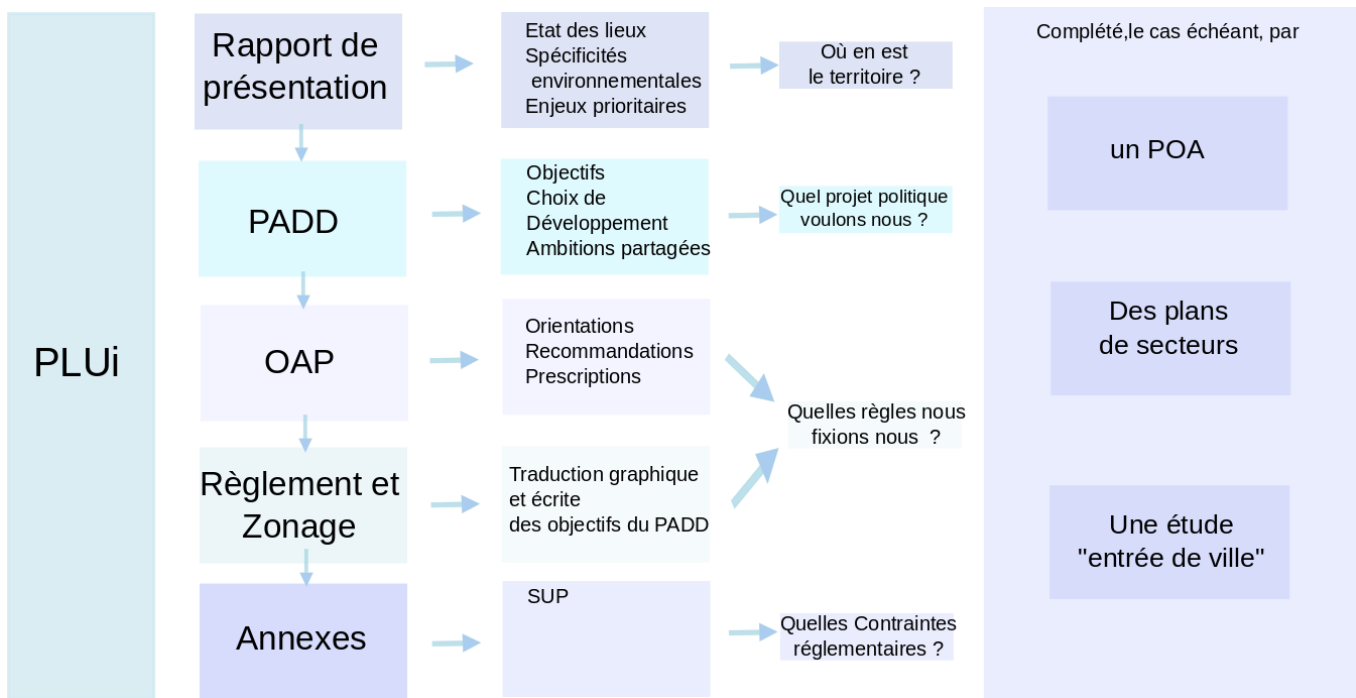 PLUi
Rapport de
présentation
Etat des lieux
Spécificités
environnementales
Enjeux prioritaires
Où en est
le territoire ?
PADD
Objectifs
Choix de
Développement
Ambitions partagées
Quel projet politique
voulons nous ?
OAP
Orientations
Recommandations
Prescriptions
Quelles règles nous
fixions nous ?
Règlement et
Zonage
Traduction graphique
et écrite
des objectifs du PADD
Annexes
SUP
Quelles Contraintes
réglementaires ?
Complété,le cas échéant, par
un POA
Des plans
de secteurs
Une étude
"entrée de ville"